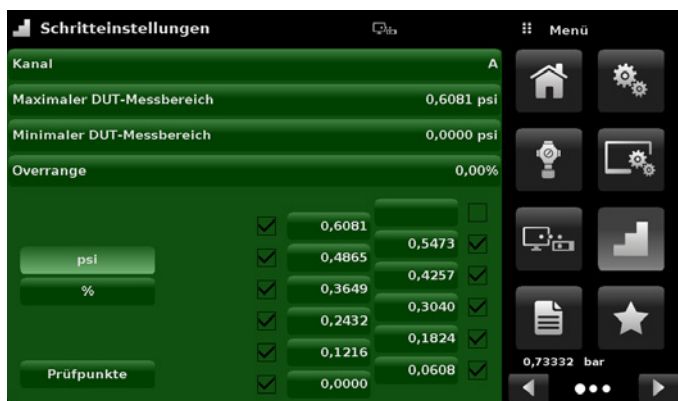 Schritteinstellungen
Menü
Kanal A
Maximaler DUT-Messbereich 0,6081 psi
Minimaler DUT-Messbereich 0,0000 psi
Overrange 0,00%
0,6081
0,5473
psi
0,4865
0,4257
%
0,3649
0,3040
0,2432
0,1824
0,1216
0,0608
Prüfpunkte
0,0000
0,73332 bar